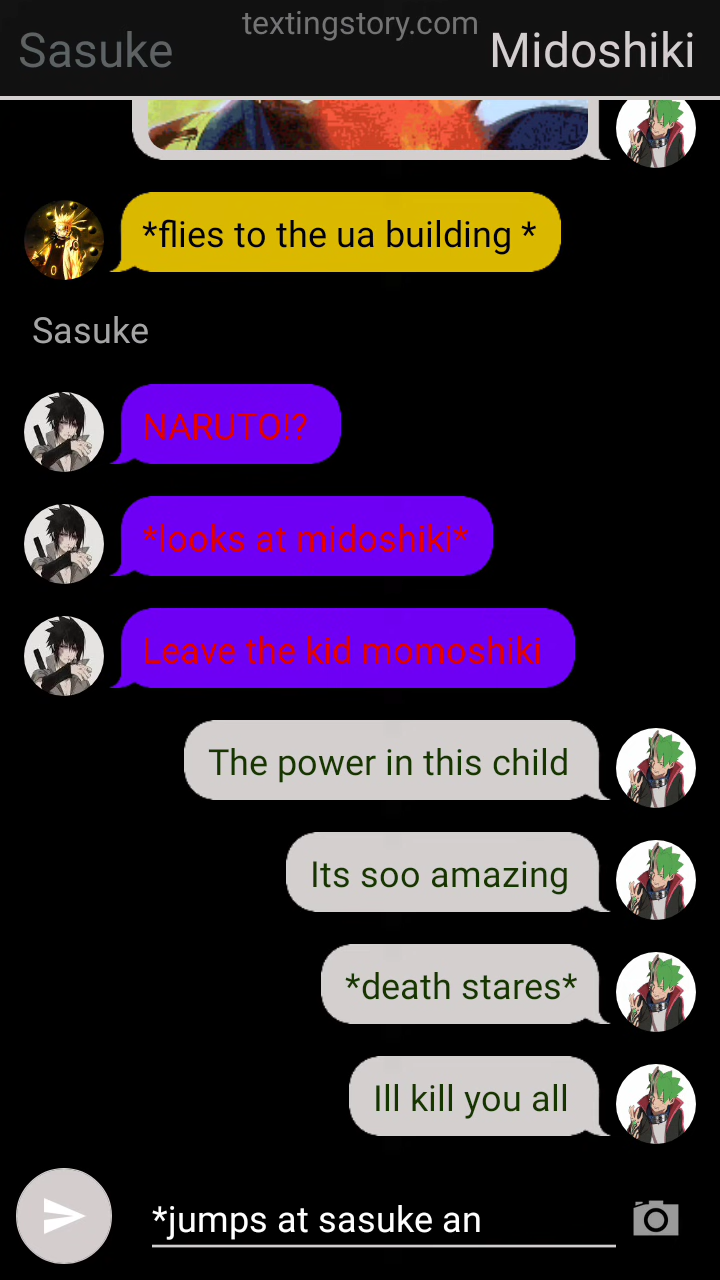 textingstory.com
Sasuke
Midoshiki
*flies to the ua building *
Sasuke
NARUTO!?
*looks at midoshiki*
Leave the kid momoshiki
The power in this child
Its soo amazing
*death stares*
Ill kill you all
*jumps at sasuke an